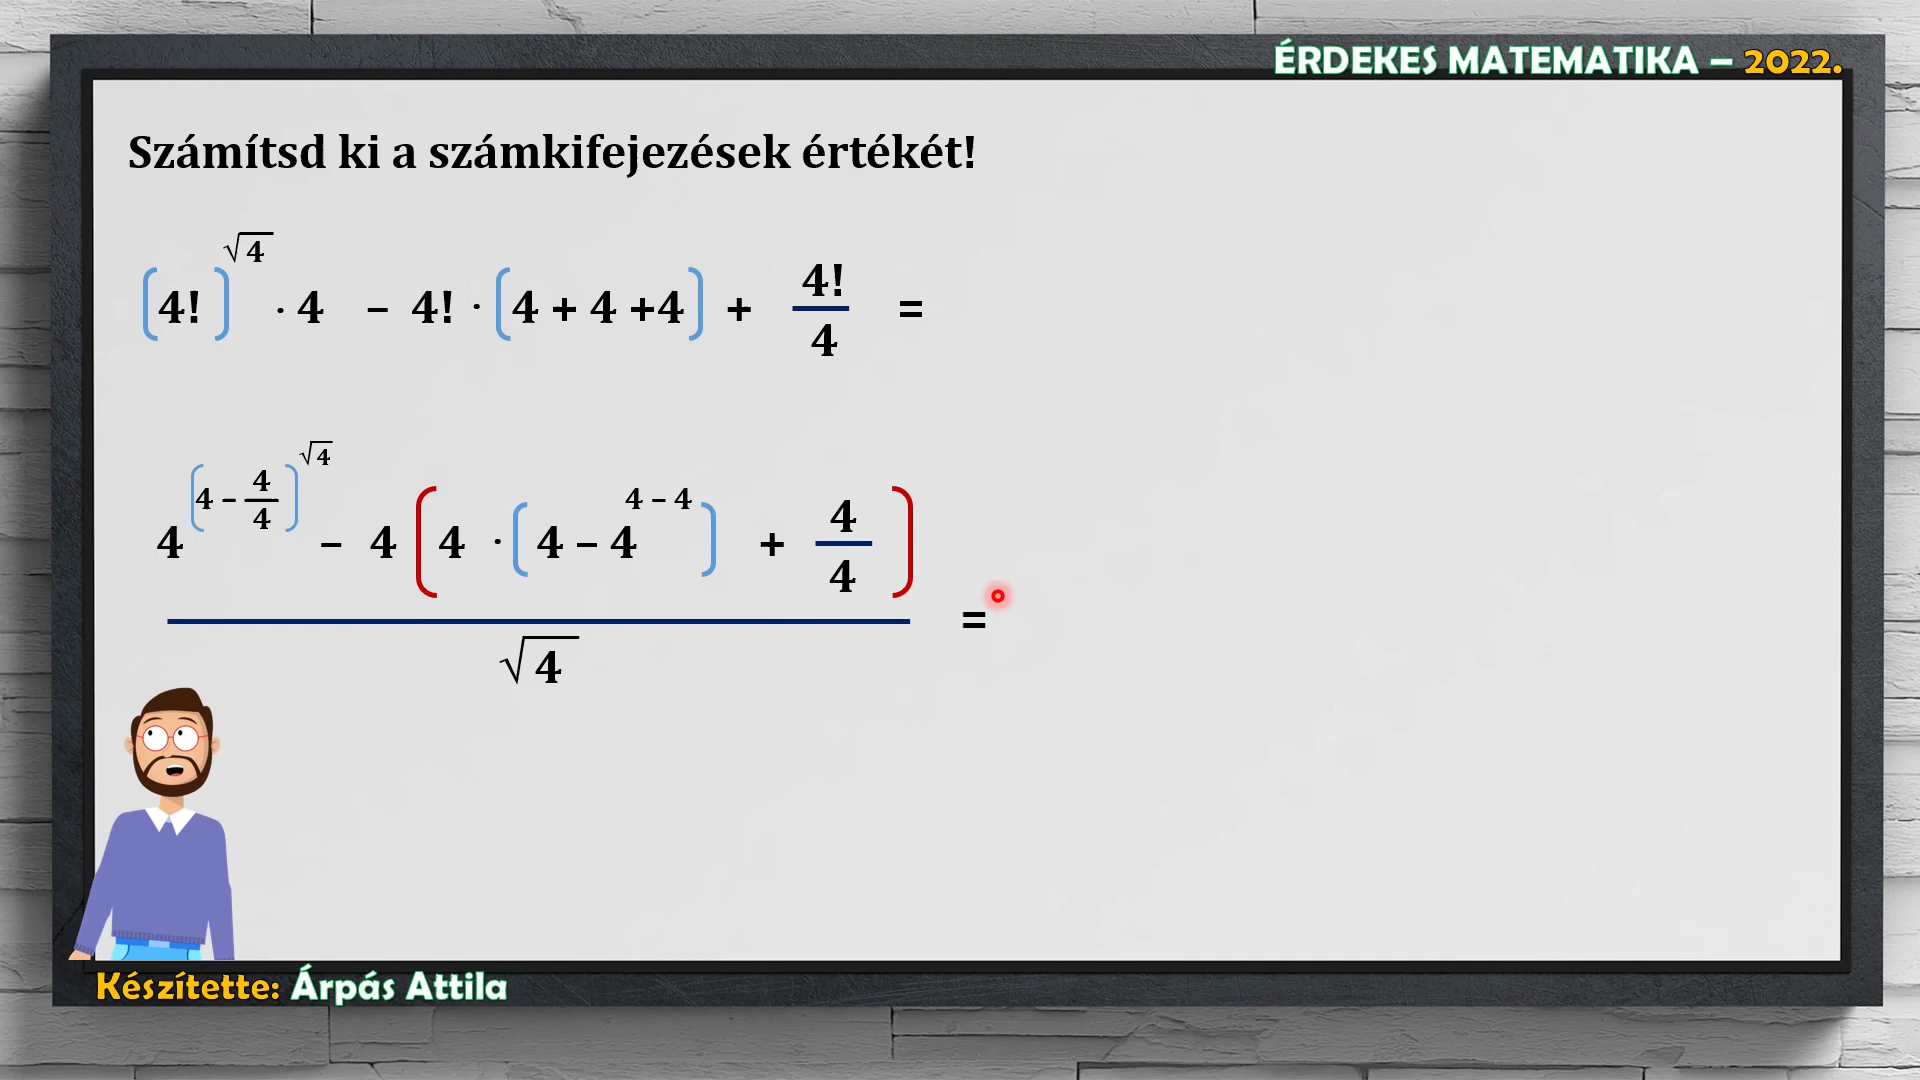 ÉRDEKES MATEMATIKA – 2022.
Számítsd ki a számkifejezések értékét!
(4!)^√4 · 4 – 4! · (4 + 4 +4) + 4!/4 =
(4^(4 – 4/4)^√4 – 4 (4 · (4 – 4^(4 – 4)) + 4/4)) / √4 =
Készítette: Árpás Attila